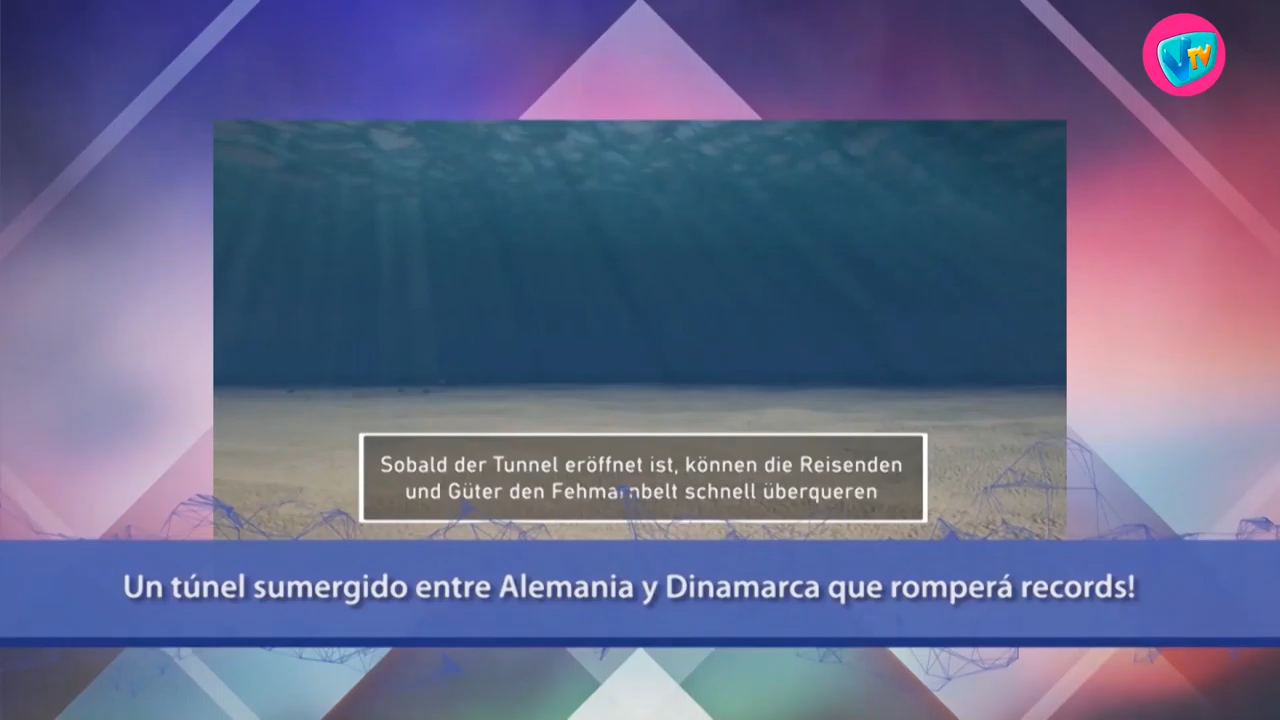 VTV
Sobald der Tunnel eröffnet ist, können die Reisenden
und Güter den Fehmarnbelt schnell überqueren
Un túnel sumergido entre Alemania y Dinamarca que romperá records!